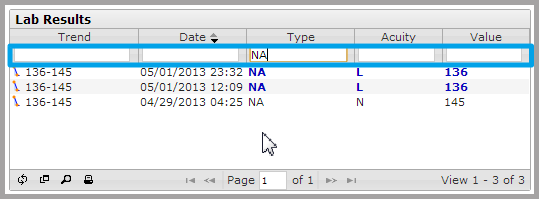 Lab Results
Trend Date Type Acuity Value
NA
136-145 05/01/2013 23:32 NA L 136
136-145 05/01/2013 12:09 NA L 136
136-145 04/29/2013 04:25 NA N 145
Page 1 of 1 View 1 - 3 of 3